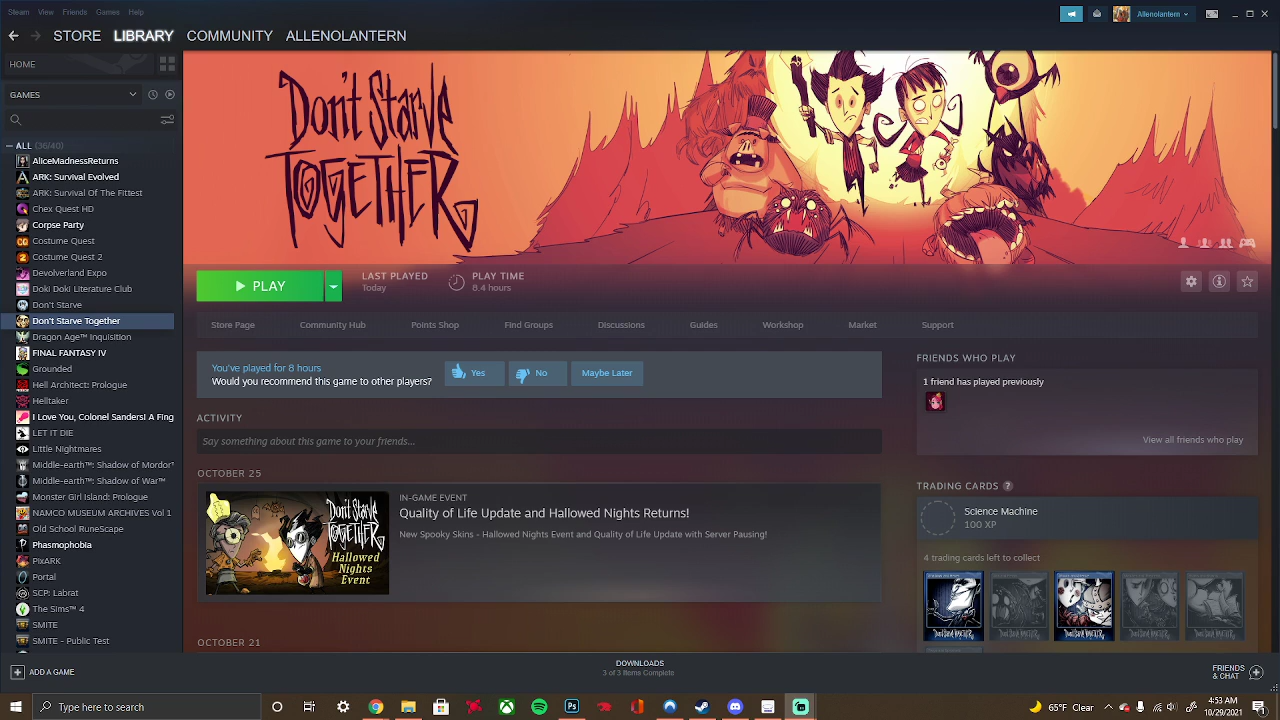 Steam View Friends Games Help
Allenolantern
STORE LIBRARY COMMUNITY ALLENOLANTERN
HOME
GAMES
ALL (36/40)
AliceMadnessReturns
ARK: Survival Evolved
ARK: Survival Of The Fittest
Chex Quest HD
Corpse Party
Costume Quest
Costume Quest 2
Devolverland Expo
Doki Doki Literature Club
Don't Starve
Don't Starve Together
Dragon Age™ Inquisition
FINAL FANTASY IV
Grounded
Hell Architect: Prologue
Helltaker
I Love You, Colonel Sanders! A Fing
LET IT DIE
Little Nightmares
Middle-earth™: Shadow of Mordor™
Middle-earth™: Shadow of War™
Monster Girl Island: Prologue
NAMCO MUSEUM ARCHIVES Vol 1
Old School RuneScape
Phasmophobia
PixARK
Portal
SCP: Labrat
The Sims™ 4
SMITE
SMITE - Public Test
ADD A GAME
Don't Starve
TOGETHER
PLAY
LAST PLAYED
Today
PLAY TIME
8.4 hours
Store Page Community Hub Points Shop Find Groups Discussions Guides Workshop Market Support
You've played for 8 hours
Would you recommend this game to other players?
Yes No Maybe Later
ACTIVITY
Say something about this game to your friends...
OCTOBER 25
Don't Starve
TOGETHER
Hallowed
Nights
Event
IN-GAME EVENT
Quality of Life Update and Hallowed Nights Returns!
New Spooky Skins - Hallowed Nights Event and Quality of Life Update with Server Pausing!
OCTOBER 21
FRIENDS WHO PLAY
1 friend has played previously
View all friends who play
TRADING CARDS ?
Science Machine
100 XP
4 trading cards left to collect
DOWNLOADS
3 of 3 Items Complete
FRIENDS
& CHAT
Type here to search
Ps
65°F Clear
4:53 AM
10/29/2021